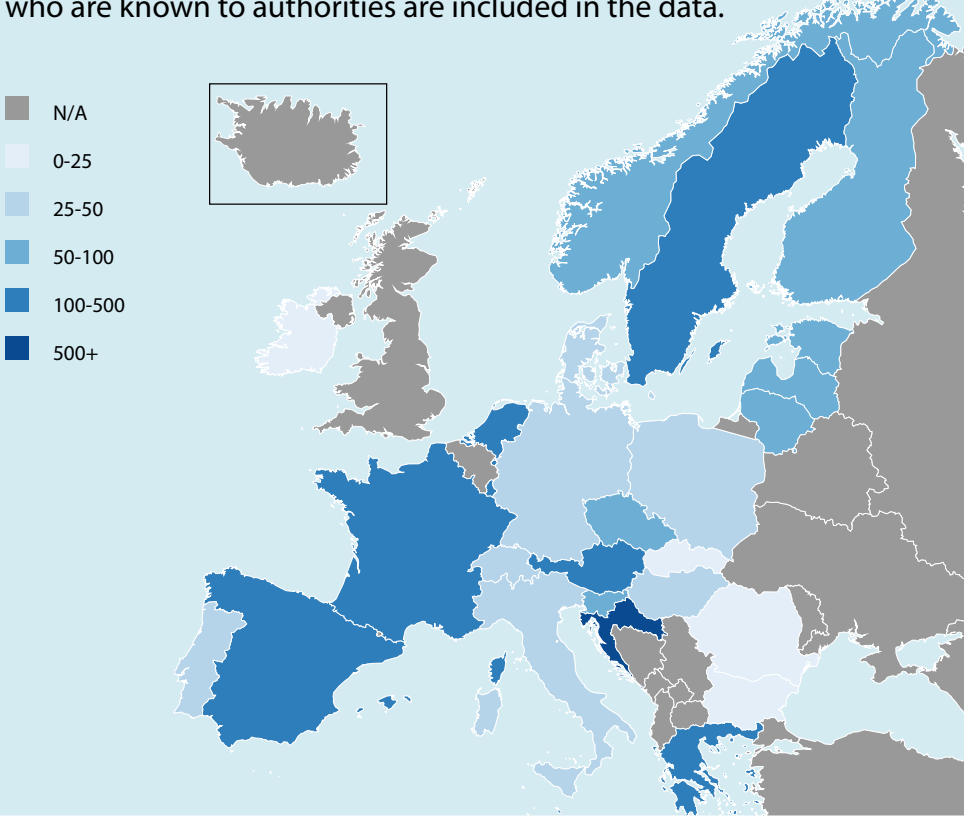 who are known to authorities are included in the data.
N/A
0-25
25-50
50-100
100-500
500+